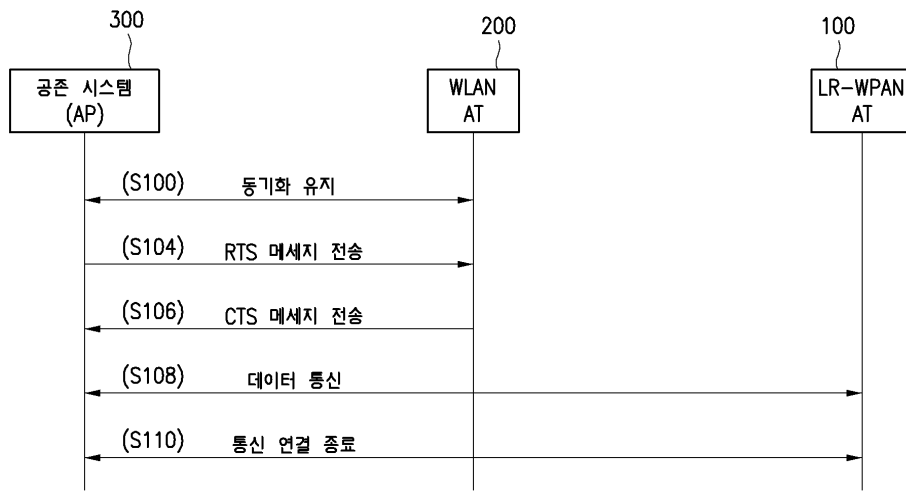 300
200
100
공존 시스템
(AP)
WLAN
AT
LR-WPAN
AT
(S100) 동기화 유지
(S104) RTS 메세지 전송
(S106) CTS 메세지 전송
(S108) 데이터 통신
(S110) 통신 연결 종료